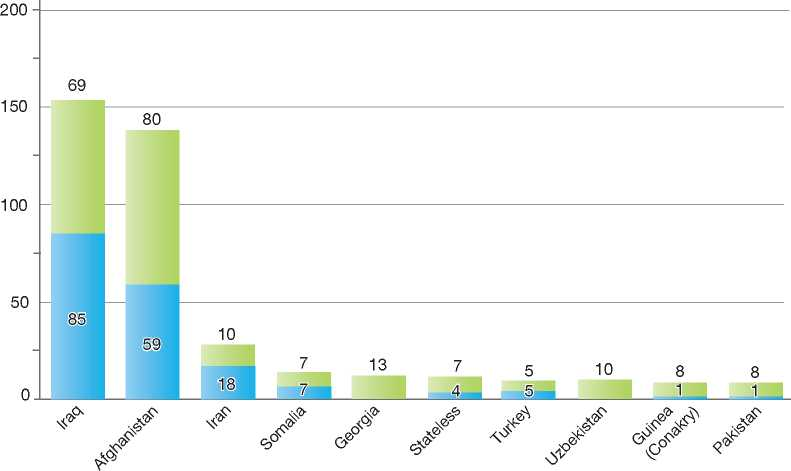 200
150
100
50
0
69
80
10
7
13
7
5
10
8
8
85
59
18
7
4
5
1
1
Iraq
Afghanistan
Iran
Somalia
Georgia
Stateless
Turkey
Uzbekistan
Guinea
(Conakry)
Pakistan